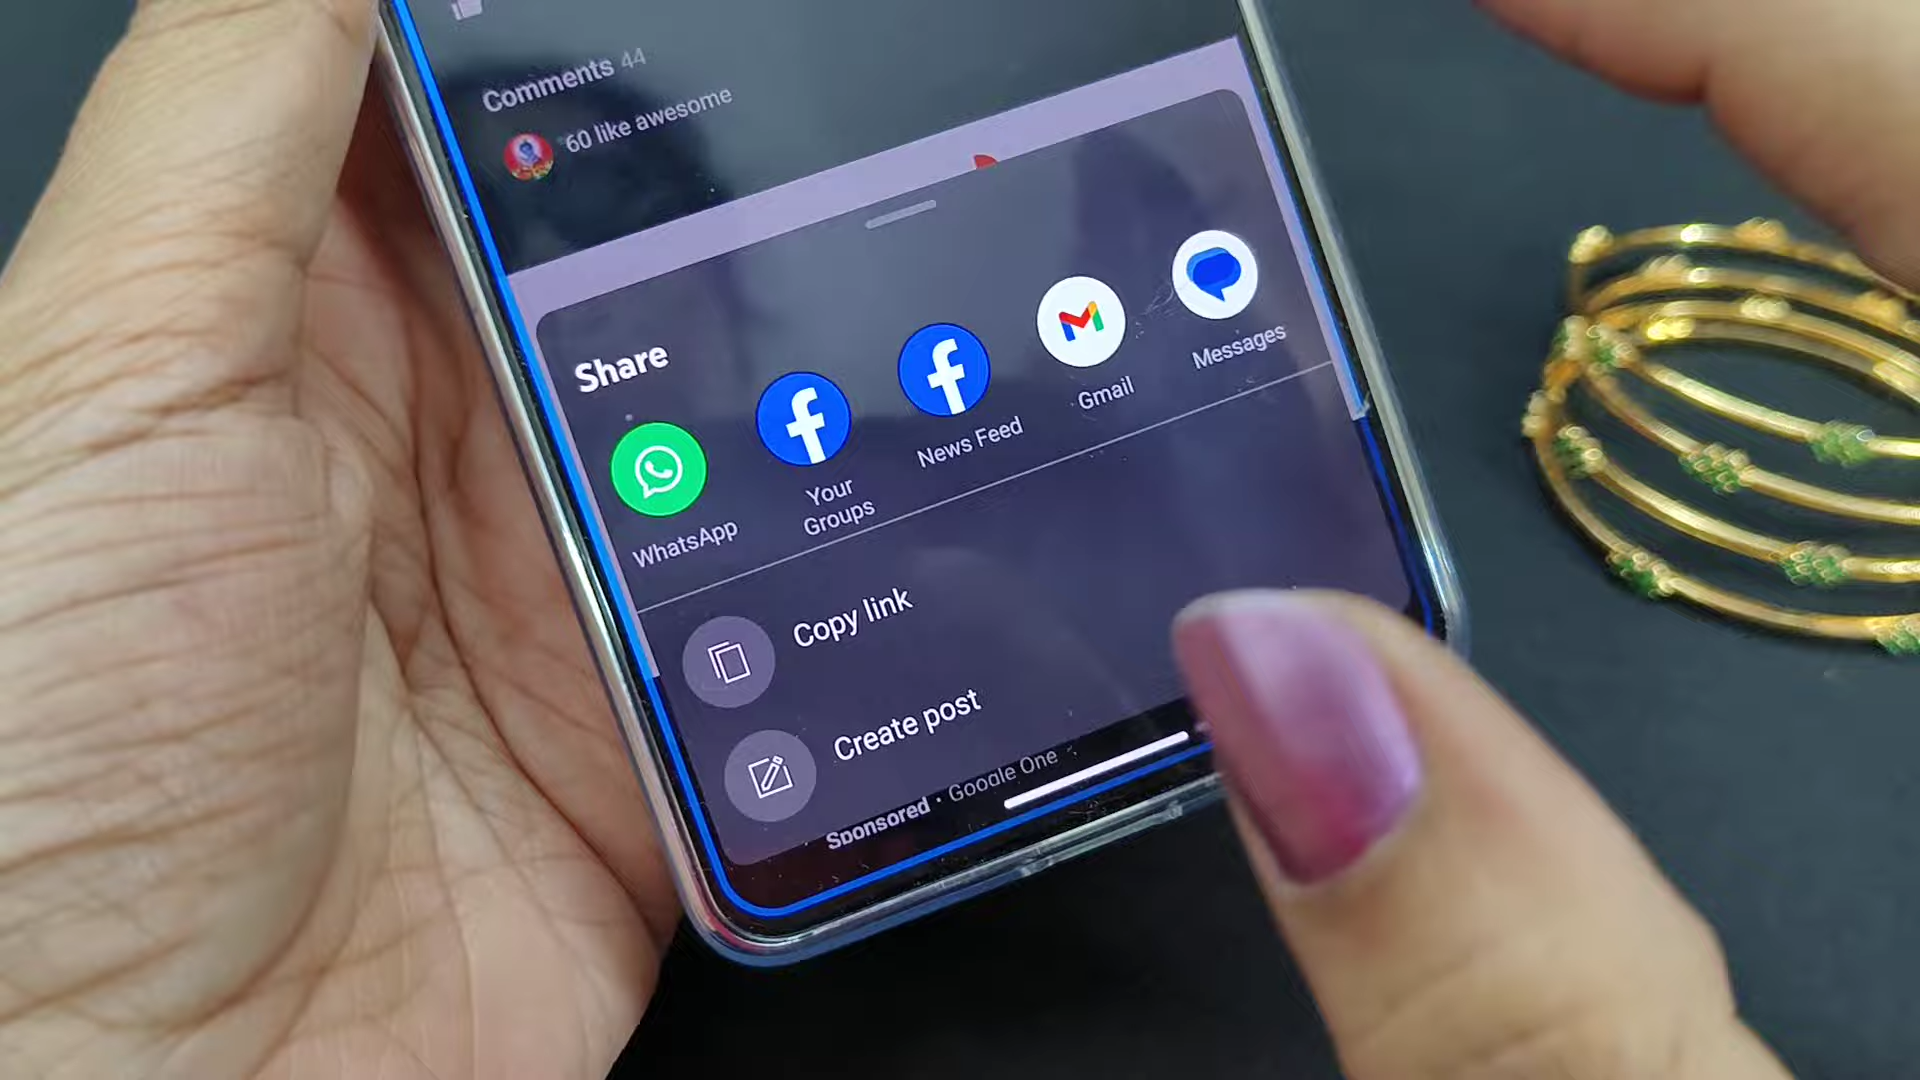 Comments 44
60 like awesome
Share
WhatsApp
Your
Groups
News Feed
Gmail
Messages
Copy link
Create post
Sponsored · Google One